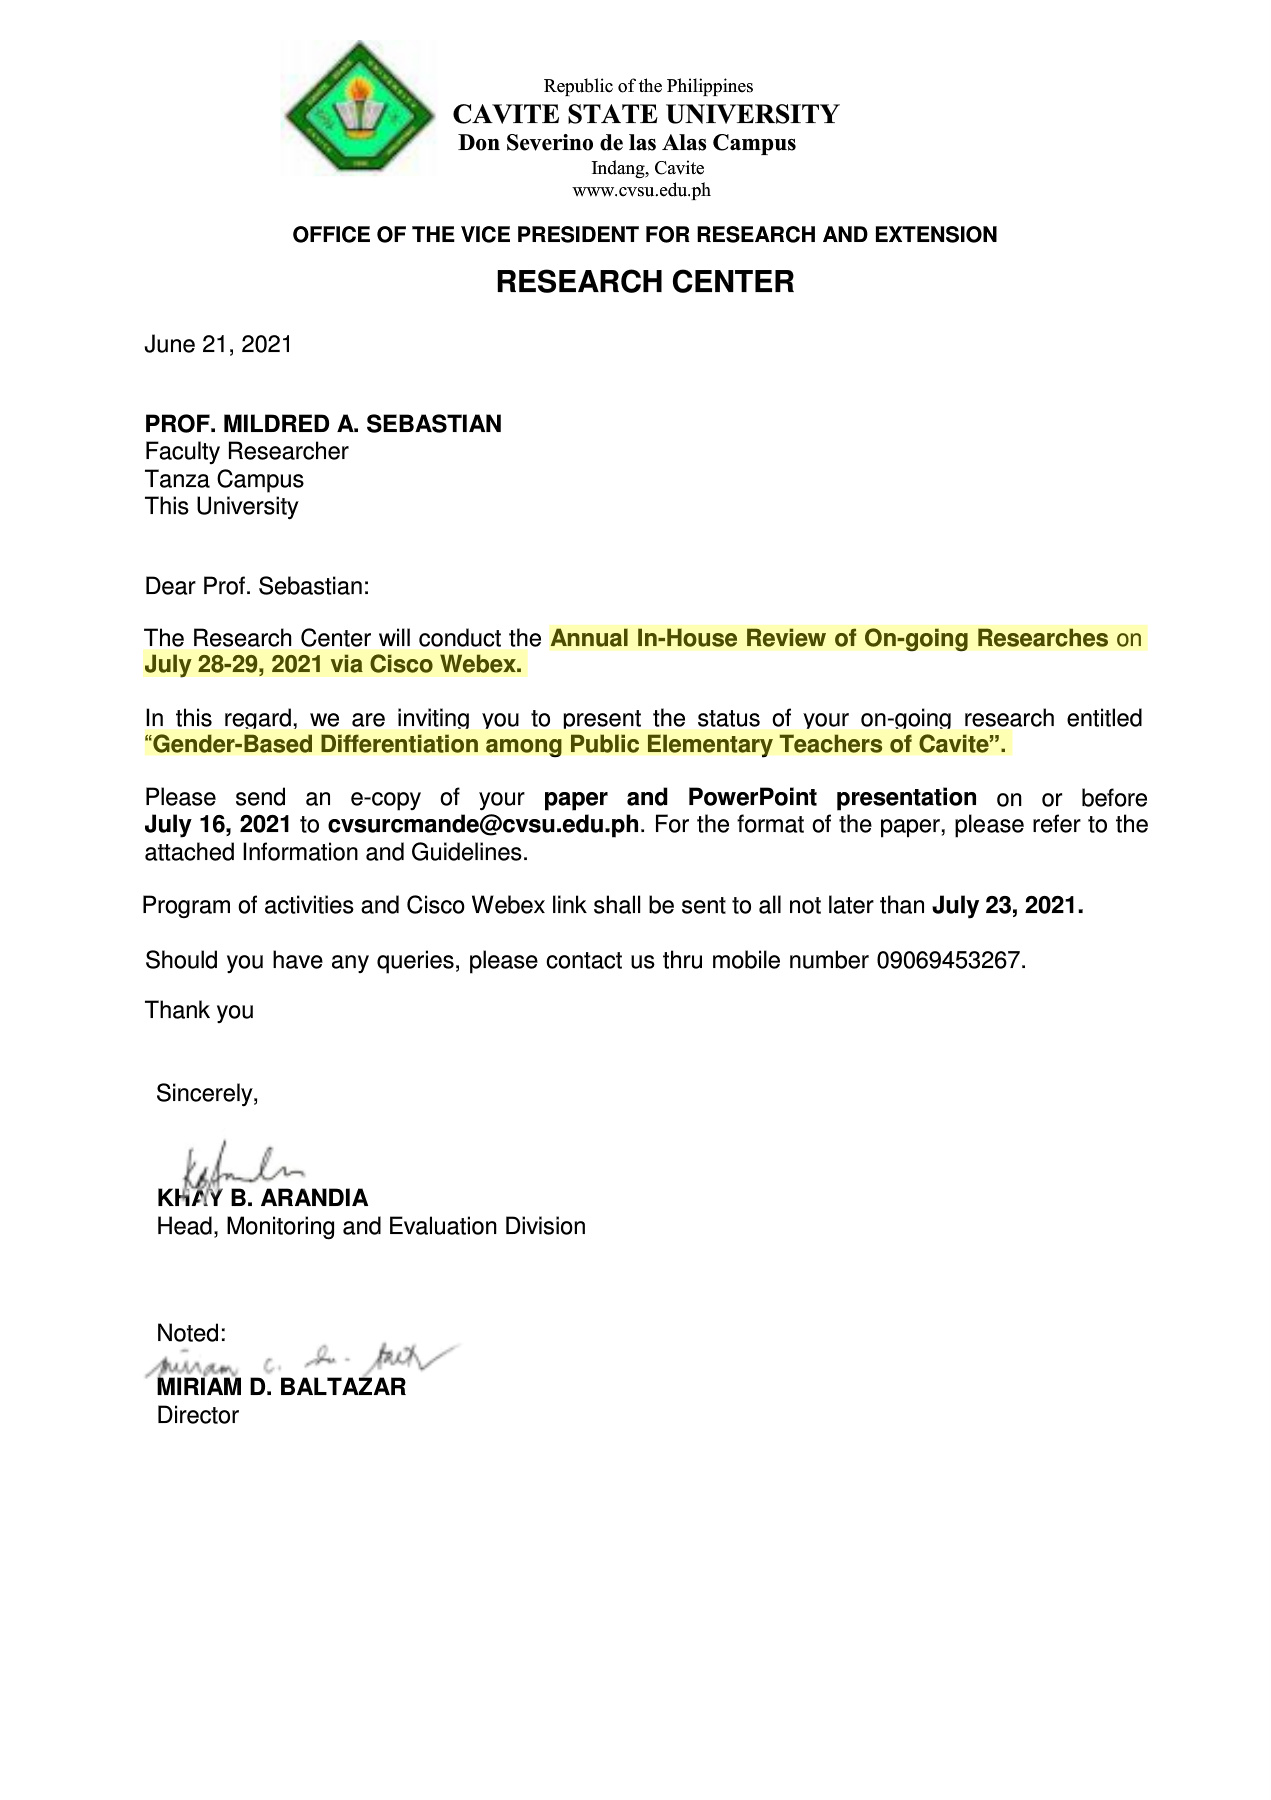 Republic of the Philippines
CAVITE STATE UNIVERSITY
Don Severino de las Alas Campus
Indang, Cavite
www.cvsu.edu.ph
OFFICE OF THE VICE PRESIDENT FOR RESEARCH AND EXTENSION
RESEARCH CENTER
June 21, 2021
PROF. MILDRED A. SEBASTIAN
Faculty Researcher
Tanza Campus
This University
Dear Prof. Sebastian:
The Research Center will conduct the Annual In-House Review of On-going Researches on
July 28-29, 2021 via Cisco Webex.
In this regard, we are inviting you to present the status of your on-going research entitled
“Gender-Based Differentiation among Public Elementary Teachers of Cavite”.
Please send an e-copy of your paper and PowerPoint presentation on or before
July 16, 2021 to cvsurcmande@cvsu.edu.ph. For the format of the paper, please refer to the
attached Information and Guidelines.
Program of activities and Cisco Webex link shall be sent to all not later than July 23, 2021.
Should you have any queries, please contact us thru mobile number 09069453267.
Thank you
Sincerely,
KHAY B. ARANDIA
Head, Monitoring and Evaluation Division
Noted:
MIRIAM D. BALTAZAR
Director